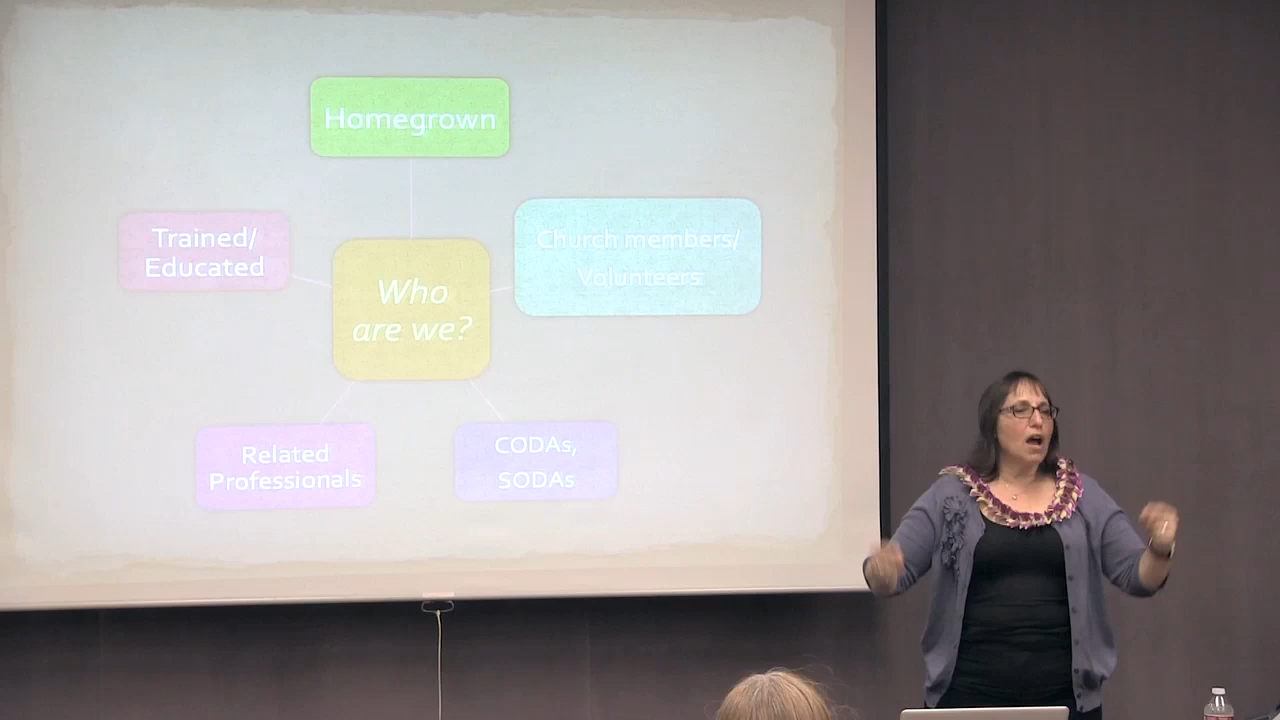 Homegrown
Trained/
Educated
Church members/
Volunteers
Who
are we?
Related
Professionals
CODAs,
SODAs